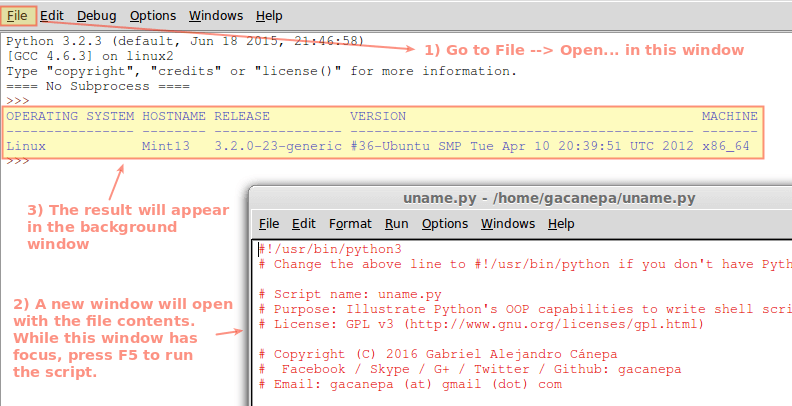 File Edit Debug Options Windows Help
Python 3.2.3 (default, Jun 18 2015, 21:46:58)
[GCC 4.6.3] on linux2
Type "copyright", "credits" or "license()" for more information.
==== No Subprocess ====
>>>
OPERATING SYSTEM HOSTNAME RELEASE VERSION MACHINE
---------------- -------- ----------------- ---------------------------------------- -------
Linux Mint13 3.2.0-23-generic #36-Ubuntu SMP Tue Apr 10 20:39:51 UTC 2012 x86_64
>>>
1) Go to File --> Open... in this window
3) The result will appear
in the background
window
2) A new window will open
with the file contents.
While this window has
focus, press F5 to run
the script.
uname.py - /home/gacanepa/uname.py
File Edit Format Run Options Windows Help
#!/usr/bin/python3
# Change the above line to #!/usr/bin/python if you don't have Pyth
# Script name: uname.py
# Purpose: Illustrate Python's OOP capabilities to write shell scri
# License: GPL v3 (http://www.gnu.org/licenses/gpl.html)
# Copyright (C) 2016 Gabriel Alejandro Cánepa
# Facebook / Skype / G+ / Twitter / Github: gacanepa
# Email: gacanepa (at) gmail (dot) com